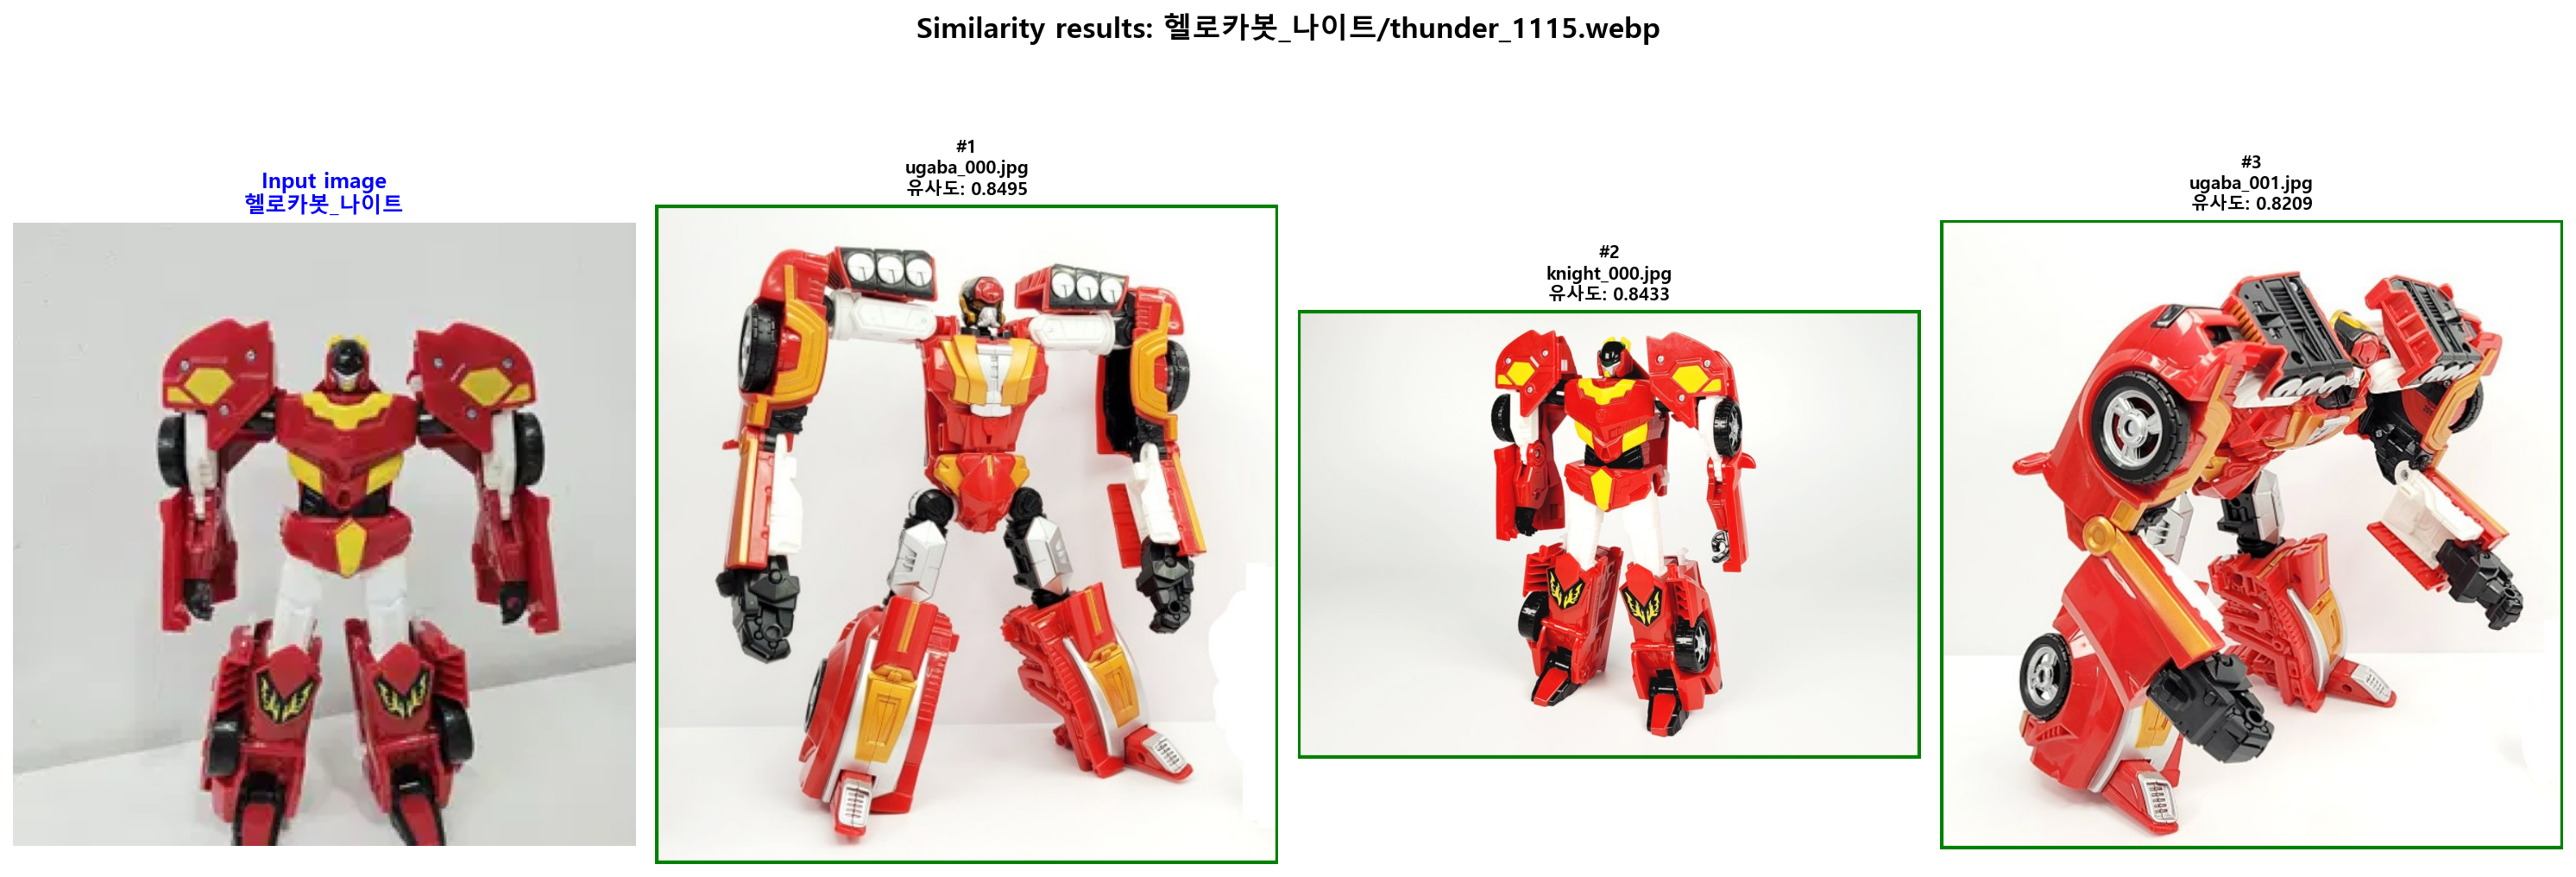 Similarity results: 헬로카봇_나이트/thunder_1115.webp
Input image
헬로카봇_나이트
#1
ugaba_000.jpg
유사도: 0.8495
#2
knight_000.jpg
유사도: 0.8433
#3
ugaba_001.jpg
유사도: 0.8209